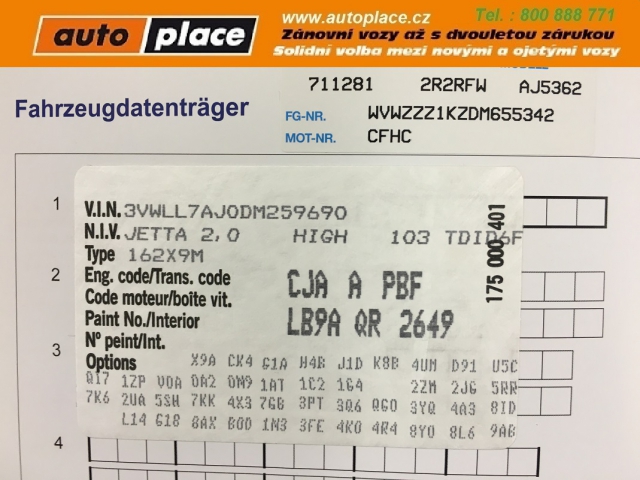 auto place
www.autoplace.cz
Tel. : 800 888 771
Zánovní vozy až s dvouletou zárukou
Solidní volba mezi novými a ojetými vozy
711281 2R2RFW AJ5362
Fahrzeugdatenträger
FG-NR. WVWZZZ1KZDM655342
MOT-NR. CFHC
1
V.I.N. 3VWLL7AJ0DM259690
N.I.V. JETTA 2,0 HIGH 103 TDID6F
Type 162X9M
175 000 401
2
Eng. code/Trans. code CJA A PBF
Code moteur/boîte vit.
Paint No./Interior LB9A QR 2649
N° peint/Int.
3
Options X9A CK4 G1A H4B J1D K8B 4UM D91 U5C
Q17 1ZP V0A 0A2 0N9 1AT 1C2 1G4 2ZM 2JG 5RR
7K6 2UA 5SH 7KK 4X3 7GB 3PT 3Q6 QG0 3YQ 4A3 8ID
L14 G18 8AX B0D 1N3 3FE 4K0 4R4 8Y0 8L6 9AB
4